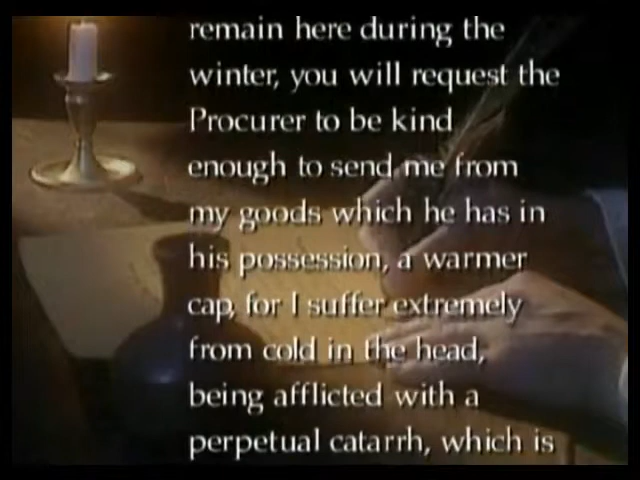 remain here during the
winter, you will request the
Procurer to be kind
enough to send me from
my goods which he has in
his possession, a warmer
cap, for I suffer extremely
from cold in the head,
being afflicted with a
perpetual catarrh, which is